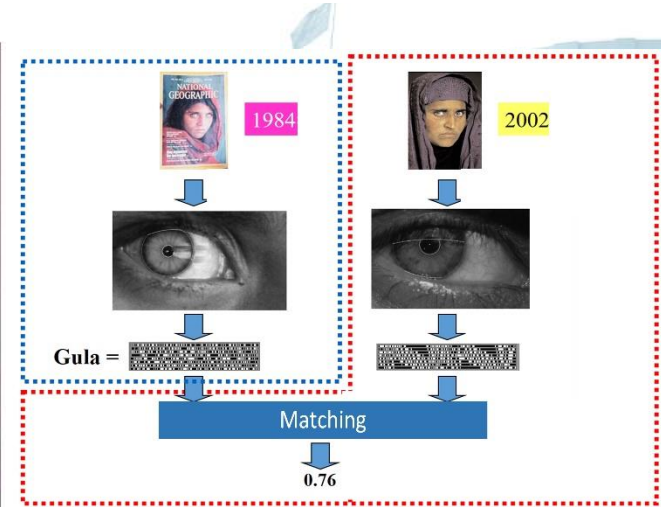 NATIONAL
GEOGRAPHIC
1984
2002
Gula =
Matching
0.76